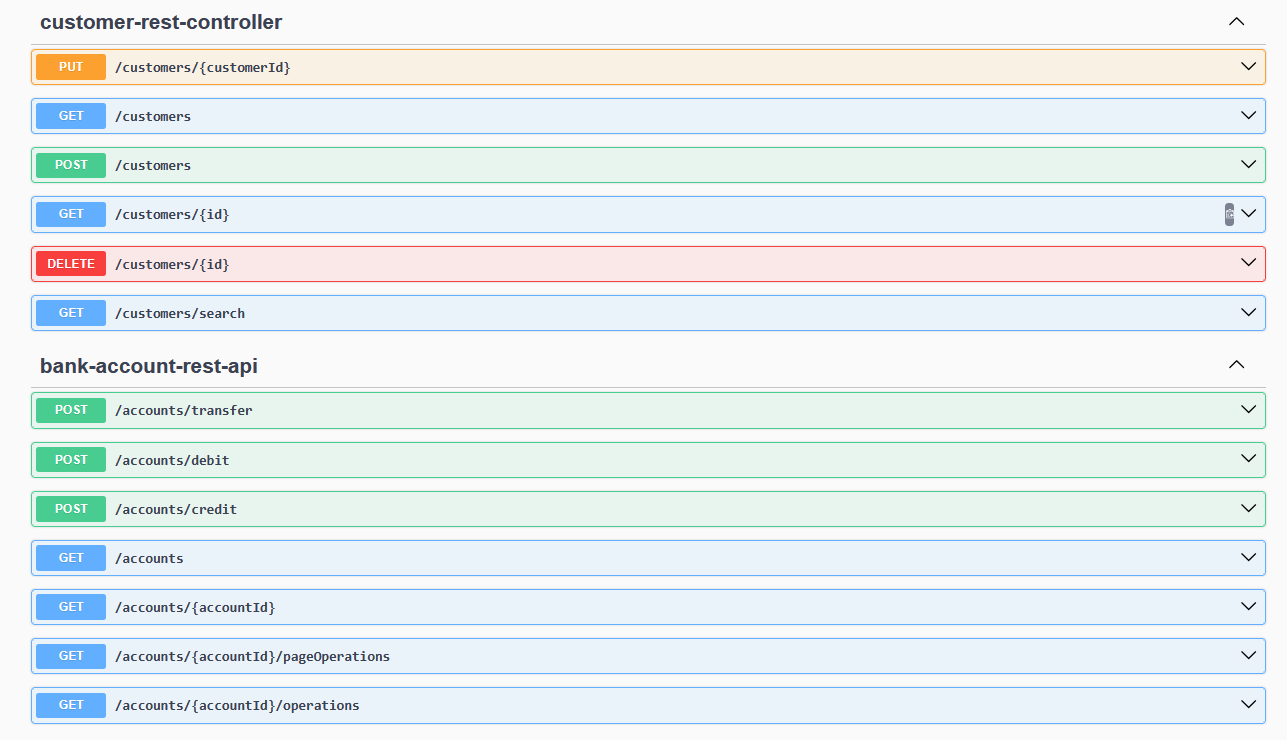 customer-rest-controller
PUT /customers/{customerId}
GET /customers
POST /customers
GET /customers/{id}
DELETE /customers/{id}
GET /customers/search
bank-account-rest-api
POST /accounts/transfer
POST /accounts/debit
POST /accounts/credit
GET /accounts
GET /accounts/{accountId}
GET /accounts/{accountId}/pageOperations
GET /accounts/{accountId}/operations